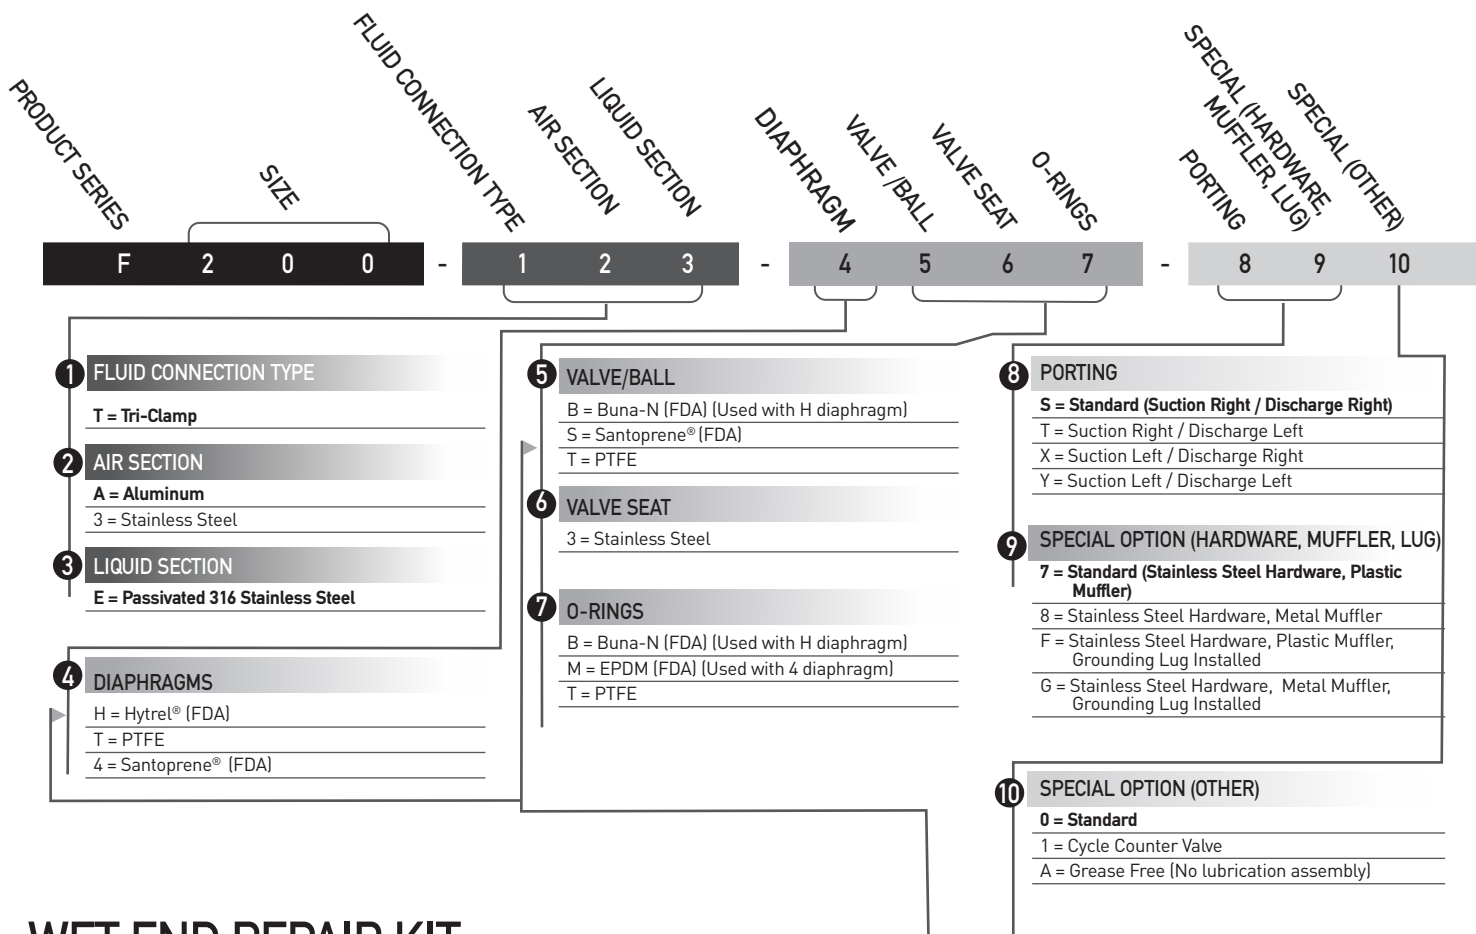 PRODUCT SERIES
SIZE
FLUID CONNECTION TYPE
AIR SECTION
LIQUID SECTION
DIAPHRAGM
VALVE /BALL
VALVE SEAT
O-RINGS
PORTING
SPECIAL (HARDWARE,
MUFFLER, LUG)
SPECIAL (OTHER)
F 2 0 0 - 1 2 3 - 4 5 6 7 - 8 9 10
1 FLUID CONNECTION TYPE
T = Tri-Clamp
2 AIR SECTION
A = Aluminum
3 = Stainless Steel
3 LIQUID SECTION
E = Passivated 316 Stainless Steel
4 DIAPHRAGMS
H = Hytrel® (FDA)
T = PTFE
4 = Santoprene® (FDA)
5 VALVE/BALL
B = Buna-N (FDA) (Used with H diaphragm)
S = Santoprene® (FDA)
T = PTFE
6 VALVE SEAT
3 = Stainless Steel
7 O-RINGS
B = Buna-N (FDA) (Used with H diaphragm)
M = EPDM (FDA) (Used with 4 diaphragm)
T = PTFE
8 PORTING
S = Standard (Suction Right / Discharge Right)
T = Suction Right / Discharge Left
X = Suction Left / Discharge Right
Y = Suction Left / Discharge Left
9 SPECIAL OPTION (HARDWARE, MUFFLER, LUG)
7 = Standard (Stainless Steel Hardware, Plastic
Muffler)
8 = Stainless Steel Hardware, Metal Muffler
F = Stainless Steel Hardware, Plastic Muffler,
Grounding Lug Installed
G = Stainless Steel Hardware, Metal Muffler,
Grounding Lug Installed
10 SPECIAL OPTION (OTHER)
0 = Standard
1 = Cycle Counter Valve
A = Grease Free (No lubrication assembly)
WET END REPAIR KIT